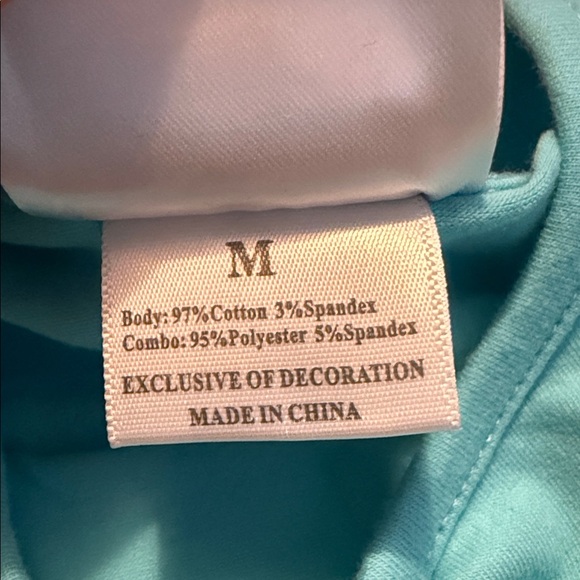 M
Body:97%Cotton 3%Spandex
Combo:95%Polyester 5%Spandex
EXCLUSIVE OF DECORATION
MADE IN CHINA